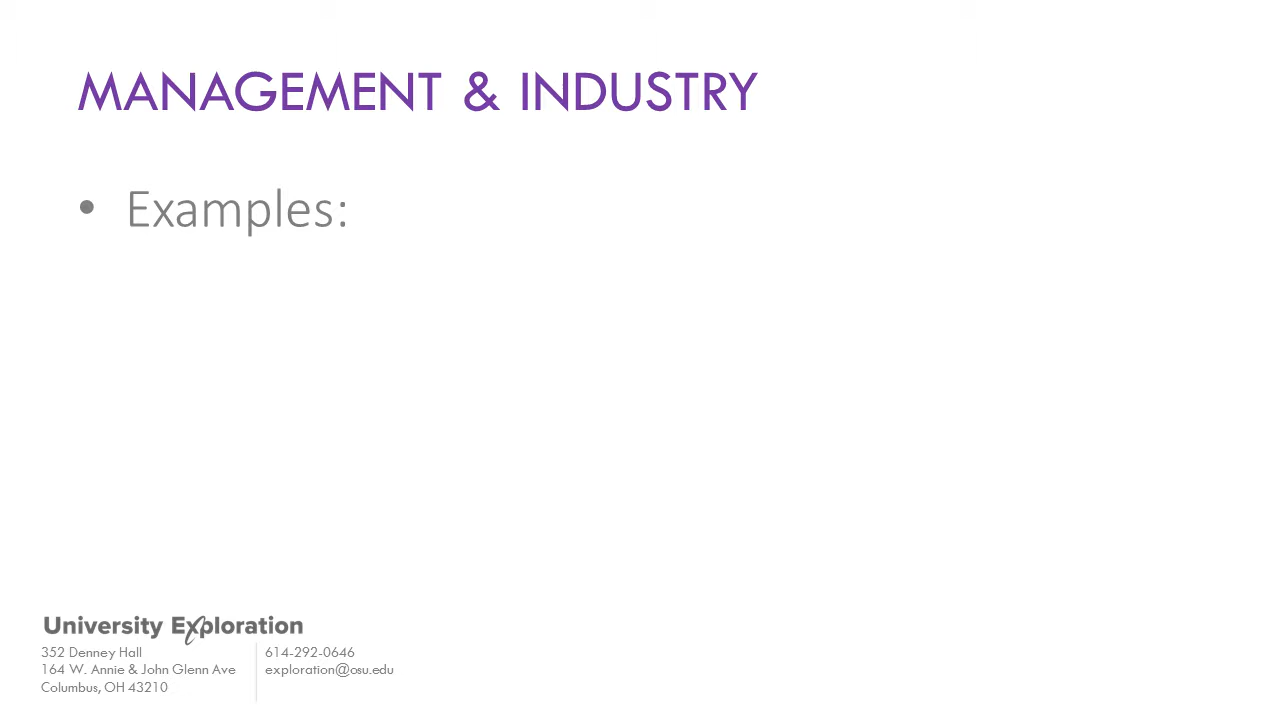 MANAGEMENT & INDUSTRY
• Examples:
University Exploration
352 Denney Hall
164 W. Annie & John Glenn Ave
Columbus, OH 43210
614-292-0646
exploration@osu.edu